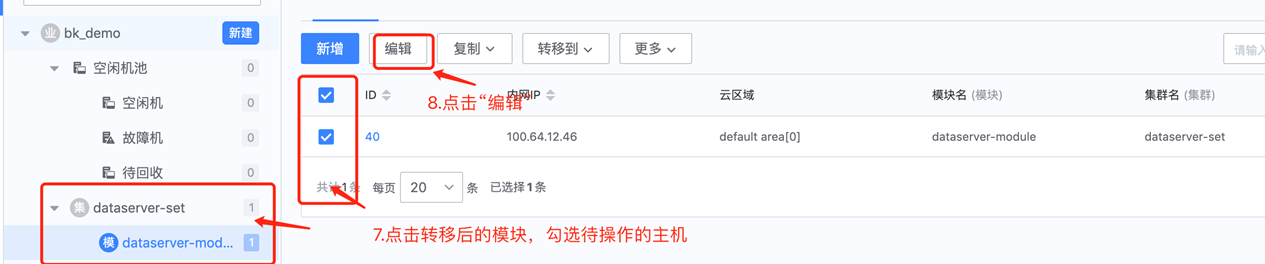 业 bk_demo 新建
空闲机池 0
空闲机 0
故障机 0
待回收 0
集 dataserver-set 1
模 dataserver-mod... 1
新增 编辑 复制 转移到 更多 请输入
8.点击“编辑”
ID 内网IP 云区域 模块名 (模块) 集群名 (集群)
40 100.64.12.46 default area[0] dataserver-module dataserver-set
共计1条 每页 20 条 已选择1条
7.点击转移后的模块，勾选待操作的主机